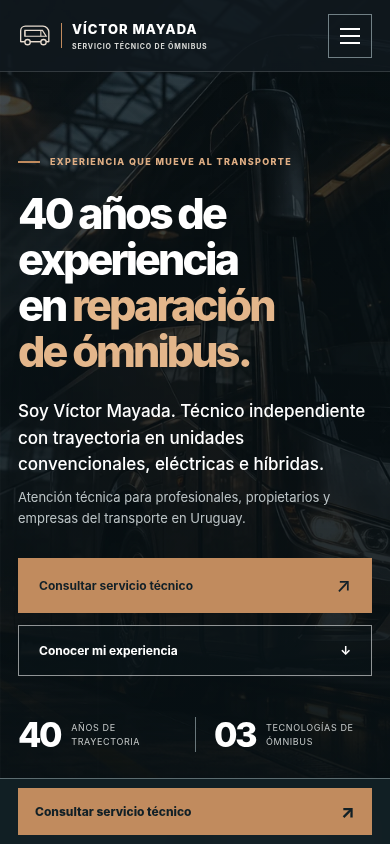 VÍCTOR MAYADA
SERVICIO TÉCNICO DE ÓMNIBUS
EXPERIENCIA QUE MUEVE AL TRANSPORTE
40 años de
experiencia
en reparación
de ómnibus.
Soy Víctor Mayada. Técnico independiente
con trayectoria en unidades
convencionales, eléctricas e híbridas.
Atención técnica para profesionales, propietarios y
empresas del transporte en Uruguay.
Consultar servicio técnico
Conocer mi experiencia
40 AÑOS DE
TRAYECTORIA
03 TECNOLOGÍAS DE
ÓMNIBUS
Consultar servicio técnico